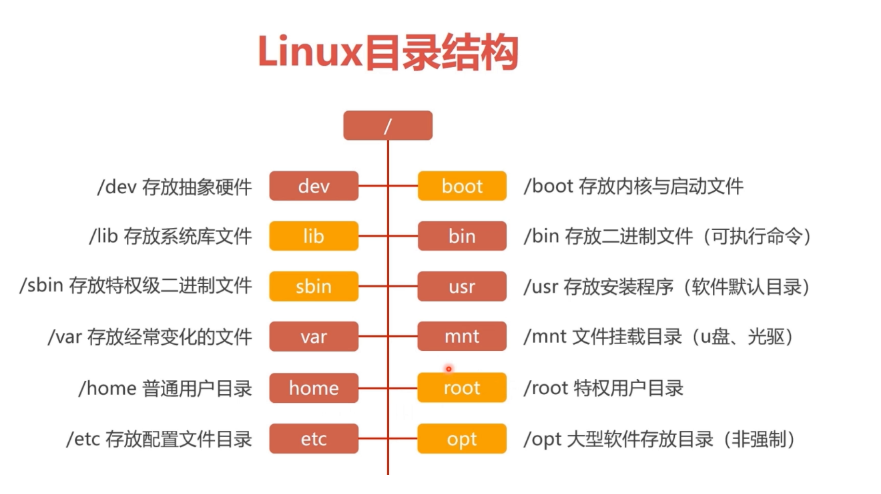 Linux目录结构
/
/dev 存放抽象硬件 dev boot /boot 存放内核与启动文件
/lib 存放系统库文件 lib bin /bin 存放二进制文件（可执行命令）
/sbin 存放特权级二进制文件 sbin usr /usr 存放安装程序（软件默认目录）
/var 存放经常变化的文件 var mnt /mnt 文件挂载目录（u盘、光驱）
/home 普通用户目录 home root /root 特权用户目录
/etc 存放配置文件目录 etc opt /opt 大型软件存放目录（非强制）